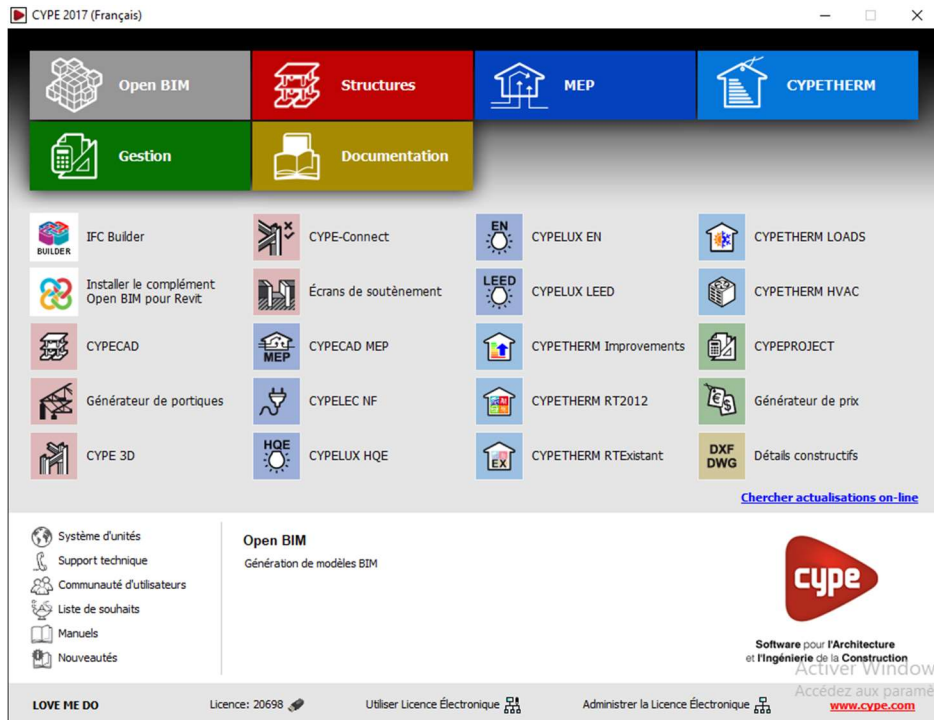 CYPE 2017 (Français)
Open BIM
Structures
MEP
CYPETHERM
Gestion
Documentation
BUILDER
IFC Builder
CYPE-Connect
EN
CYPELUX EN
CYPETHERM LOADS
Installer le complément
Open BIM pour Revit
Écrans de soutènement
LEED
CYPELUX LEED
CYPETHERM HVAC
CYPECAD
MEP
CYPECAD MEP
CYPETHERM Improvements
CYPEPROJECT
Générateur de portiques
CYPELEC NF
CYPETHERM RT2012
Générateur de prix
CYPE 3D
HQE
CYPELUX HQE
EX
CYPETHERM RTExistant
DXF
DWG
Détails constructifs
Chercher actualisations on-line
Système d'unités
Support technique
Communauté d'utilisateurs
Liste de souhaits
Manuels
Nouveautés
Open BIM
Génération de modèles BIM
cype
Software pour l'Architecture
et l'Ingénierie de la Construction
Activer Window
Accédez aux paramè
LOVE ME DO
Licence: 20698
Utiliser Licence Électronique
Administrer la Licence Électronique
www.cype.com